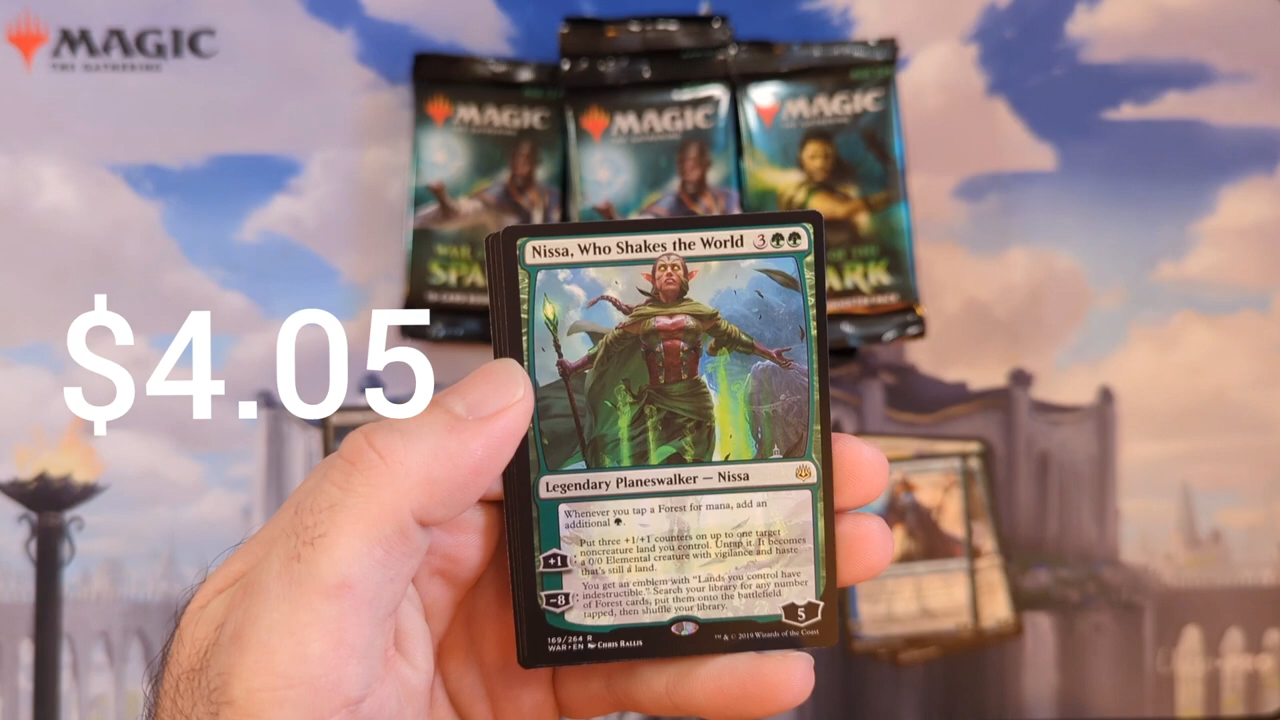 MAGIC
THE GATHERING
MAGIC
MAGIC
MAGIC
SPARK
Nissa, Who Shakes the World 3
$4.05
Legendary Planeswalker — Nissa
Whenever you tap a Forest for mana, add an
additional
+1: Put three +1/+1 counters on up to one target
noncreature land you control. Untap it. It becomes
a 0/0 Elemental creature with vigilance and haste
that's still a land.
−8: You get an emblem with "Lands you control have
indestructible." Search your library for any number
of Forest cards, put them onto the battlefield
tapped, then shuffle your library.
5
169/264 R
WAR • EN Chris Rallis
™ & © 2019 Wizards of the Coast